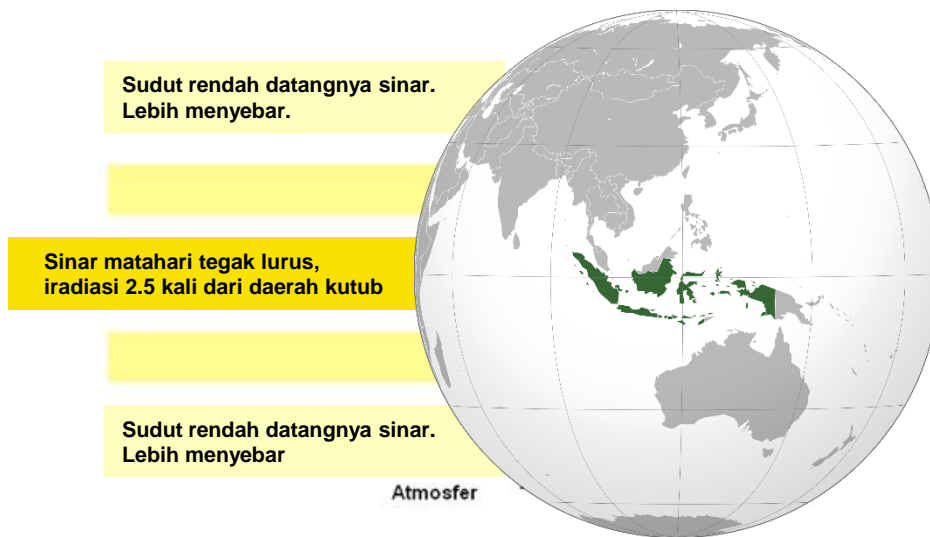 Sudut rendah datangnya sinar.
Lebih menyebar.
Sinar matahari tegak lurus,
iradiasi 2.5 kali dari daerah kutub
Sudut rendah datangnya sinar.
Lebih menyebar
Atmosfer